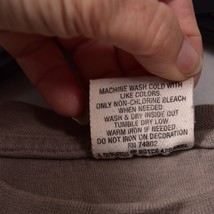 MACHINE WASH COLD WITH
LIKE COLORS.
ONLY NON-CHLORINE BLEACH
WHEN NEEDED.
WASH & DRY INSIDE OUT
TUMBLE DRY LOW.
WARM IRON IF NEEDED
DO NOT IRON ON DECORATION
RN 74802